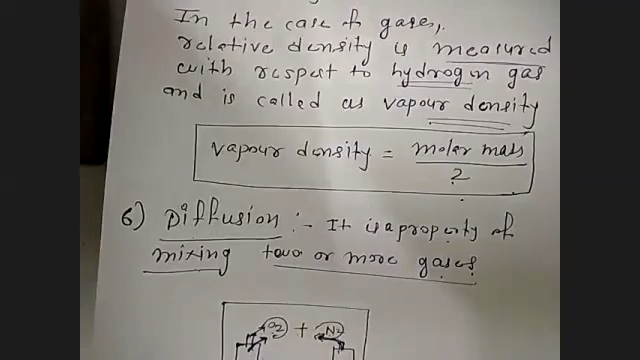 In the case of gases,
relative density is measured
with respest to hydrogen gas
and is called as vapour density
vapour density = molar mass
2
6) Diffusion :- It is a property of
mixing two or more gases
O2 + N2